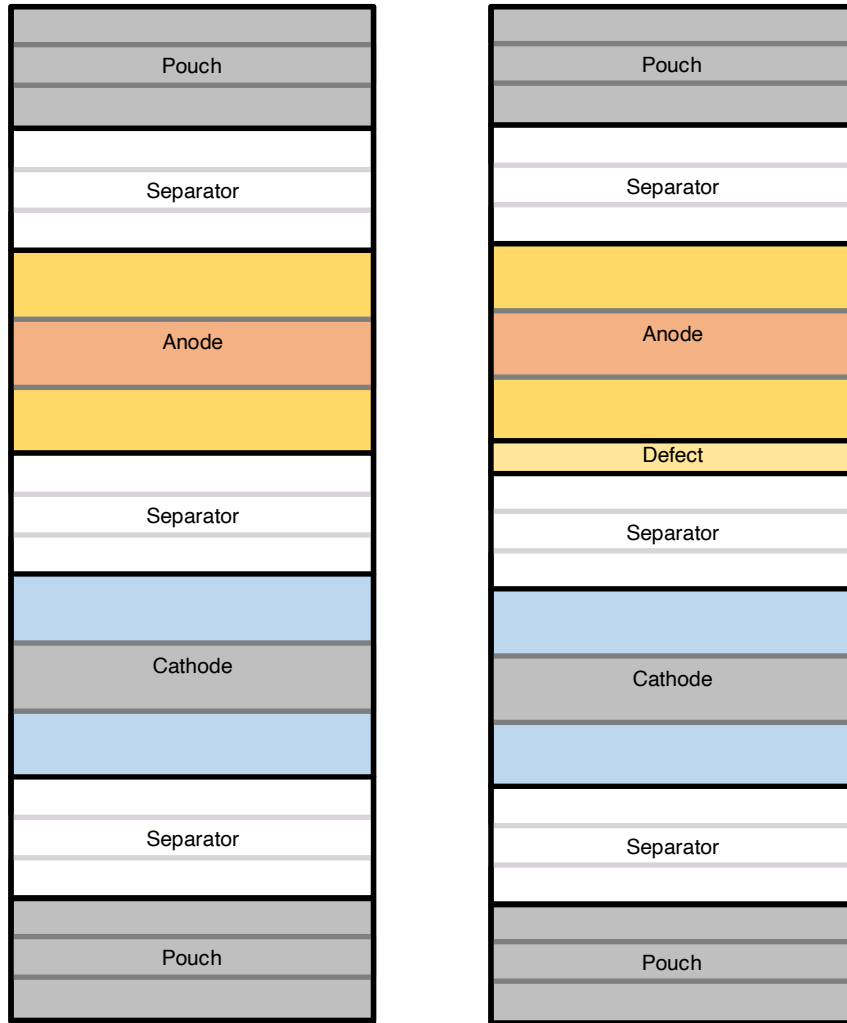 Pouch
Separator
Anode
Separator
Cathode
Separator
Pouch
Pouch
Separator
Anode
Defect
Separator
Cathode
Separator
Pouch